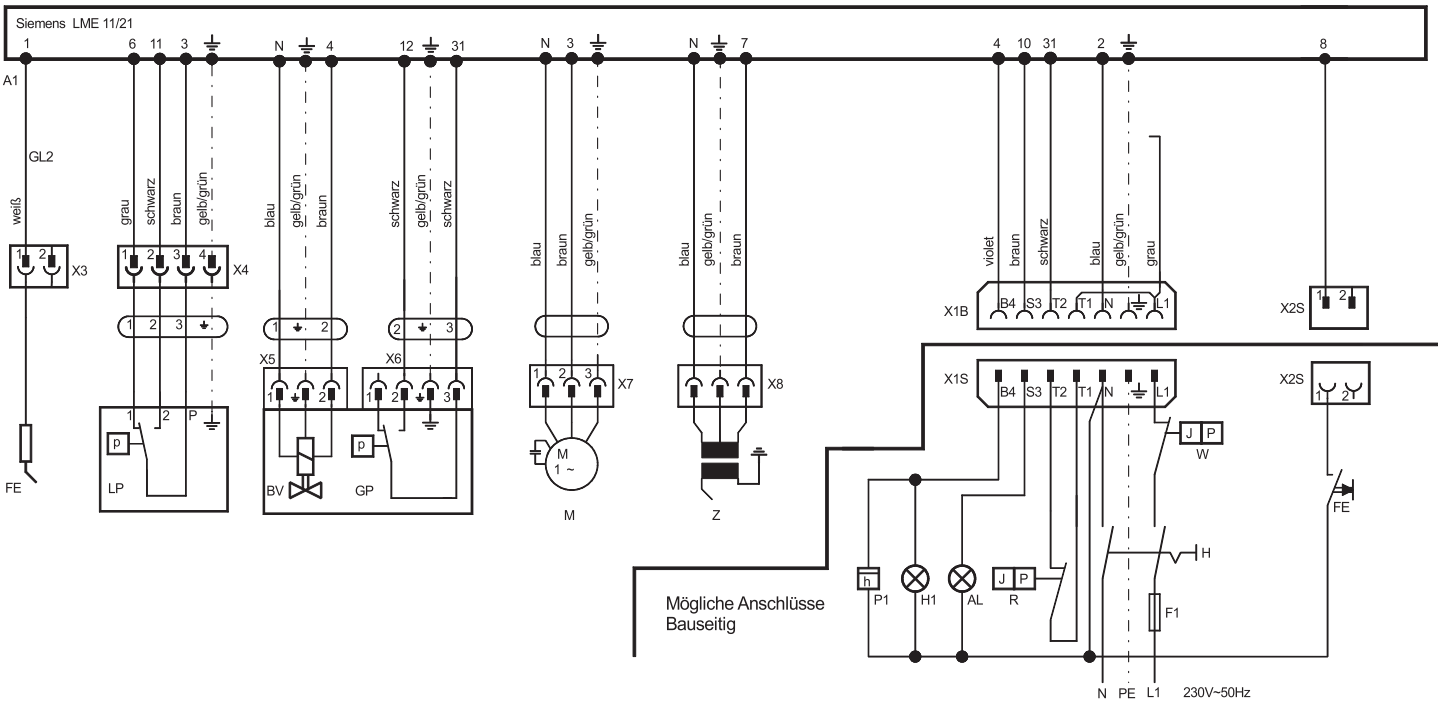 Siemens LME 11/21
1 6 11 3 N 4 12 31 N 3 N 7 4 10 31 2 8
A1
GL2
weiß grau schwarz braun gelb/grün blau gelb/grün braun schwarz gelb/grün schwarz blau braun gelb/grün blau gelb/grün braun violet braun schwarz blau gelb/grün grau
1 2 X3 1 2 3 4 X4
X1B B4 S3 T2 T1 N L1
1 2 X2S
1 2 3 1 2 2 3
X5 X6
1 2 1 2 3
1 2 3 X7 X8
X1S B4 S3 T2 T1 N L1
X2S 1 2
1 2 P
p
LP
p
BV GP
M
1 ~
M
Z
FE
J P
W
FE
H
h
P1 H1 AL
J P
R
F1
Mögliche Anschlüsse
Bauseitig
N PE L1 230V~50Hz